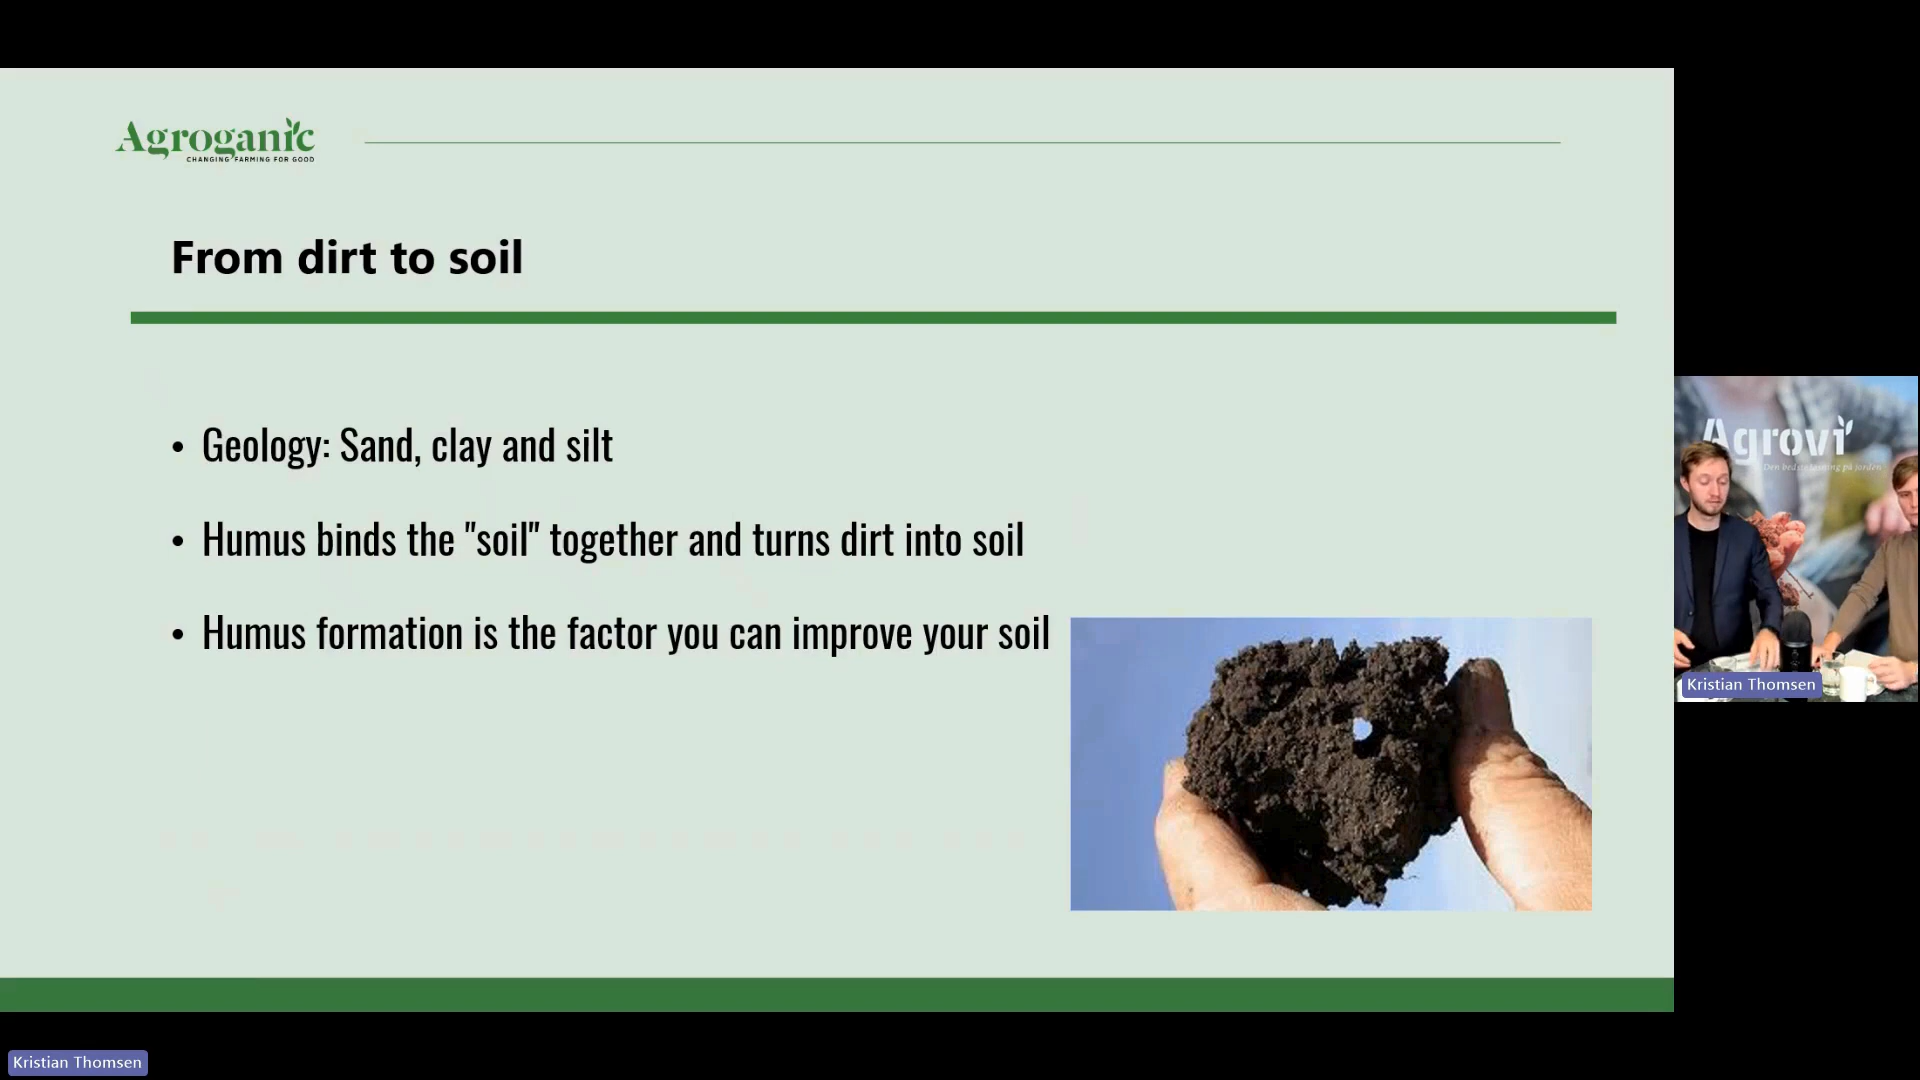 Agroganic
CHANGING FARMING FOR GOOD
From dirt to soil
• Geology: Sand, clay and silt
• Humus binds the "soil" together and turns dirt into soil
• Humus formation is the factor you can improve your soil
Agrovi
Den bedste rådgivning på jorden
Kristian Thomsen
Kristian Thomsen